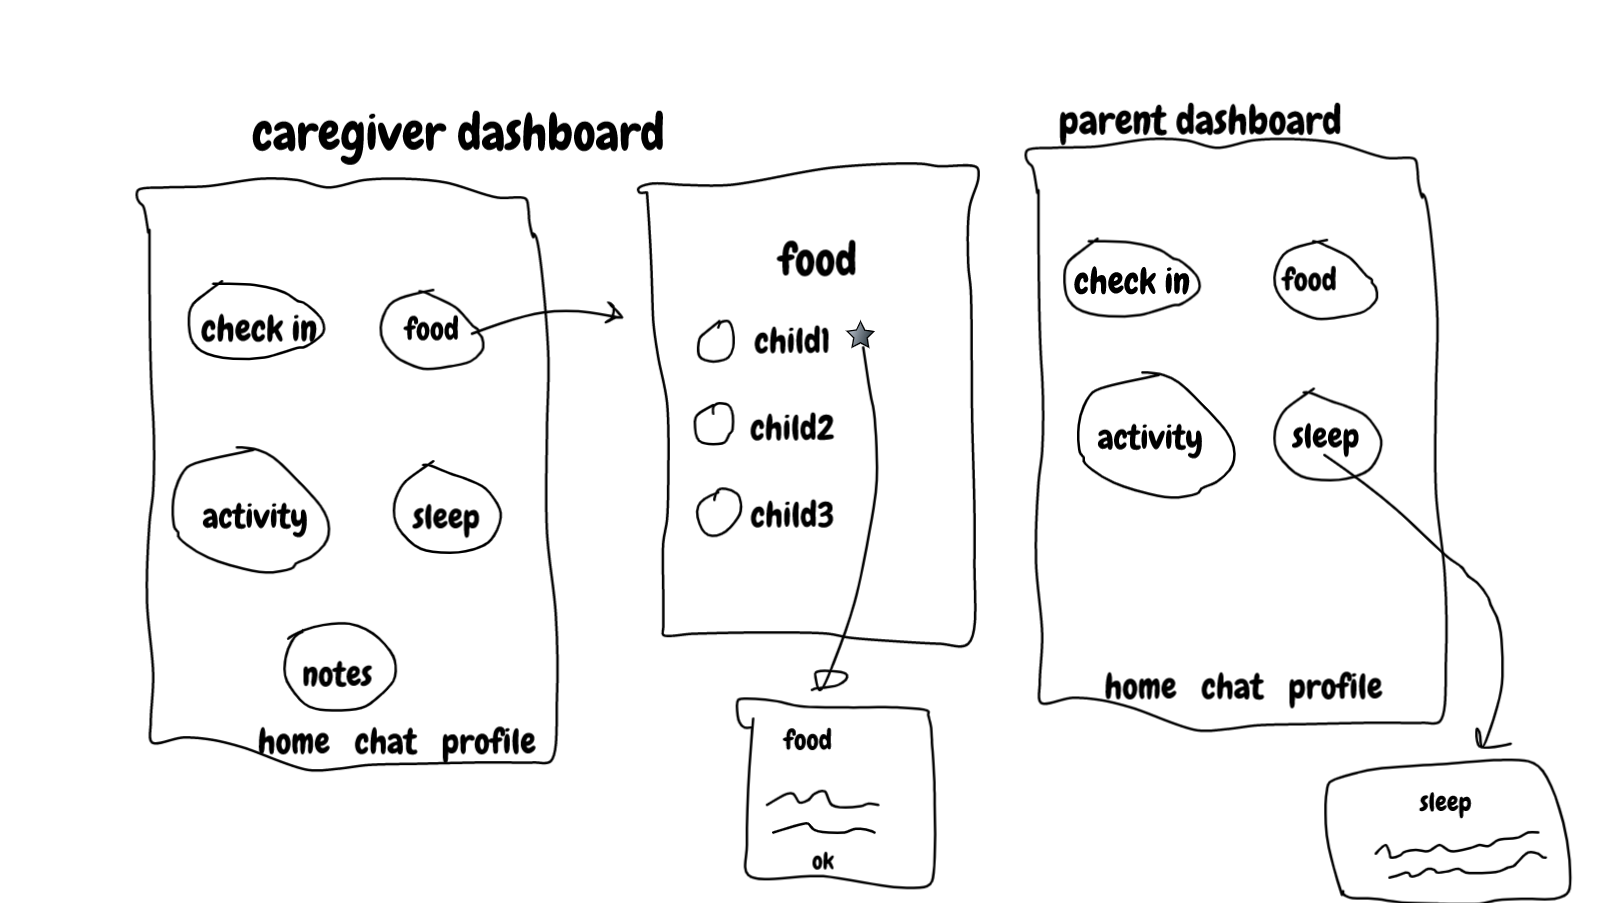 caregiver dashboard
check in
food
activity
sleep
notes
home chat profile
food
child1
child2
child3
food
ok
parent dashboard
check in
food
activity
sleep
home chat profile
sleep